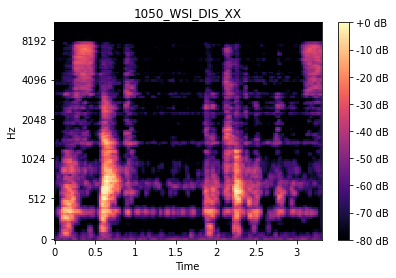 1050_WSI_DIS_XX
+0 dB
8192
-10 dB
4096
-20 dB
-30 dB
2048
Hz
-40 dB
1024
-50 dB
512
-60 dB
-70 dB
0
-80 dB
0 0.5 1 1.5 2 2.5 3
Time